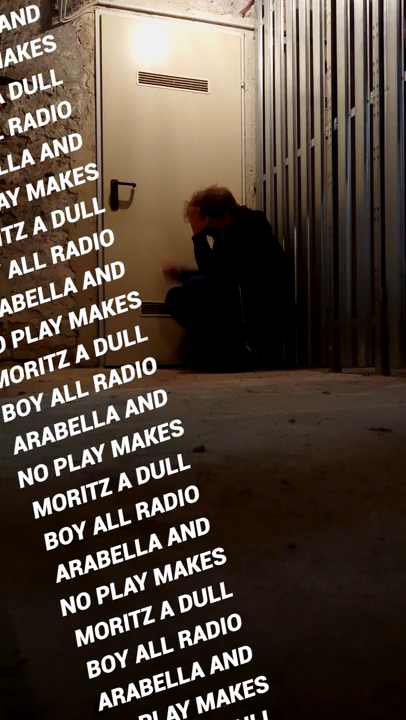 AND
MAKES
A DULL
RADIO
AND
MAKES
A DULL
ALL RADIO
AND
PLAY MAKES
MORITZ A DULL
BOY ALL RADIO
ARABELLA AND
NO PLAY MAKES
MORITZ A DULL
BOY ALL RADIO
ARABELLA AND
NO PLAY MAKES
MORITZ A DULL
BOY ALL RADIO
ARABELLA AND
PLAY MAKES